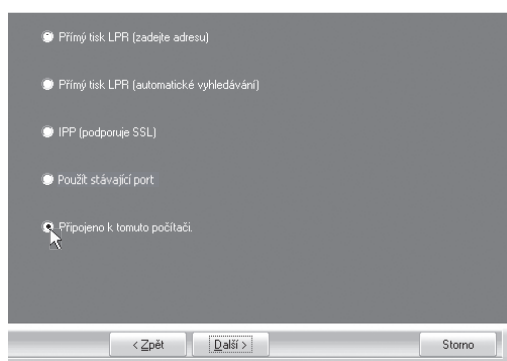 Přímý tisk LPR (zadejte adresu)
Přímý tisk LPR (automatické vyhledávání)
IPP (podporuje SSL)
Použít stávající port
Připojeno k tomuto počítači.
< Zpět
Další >
Storno